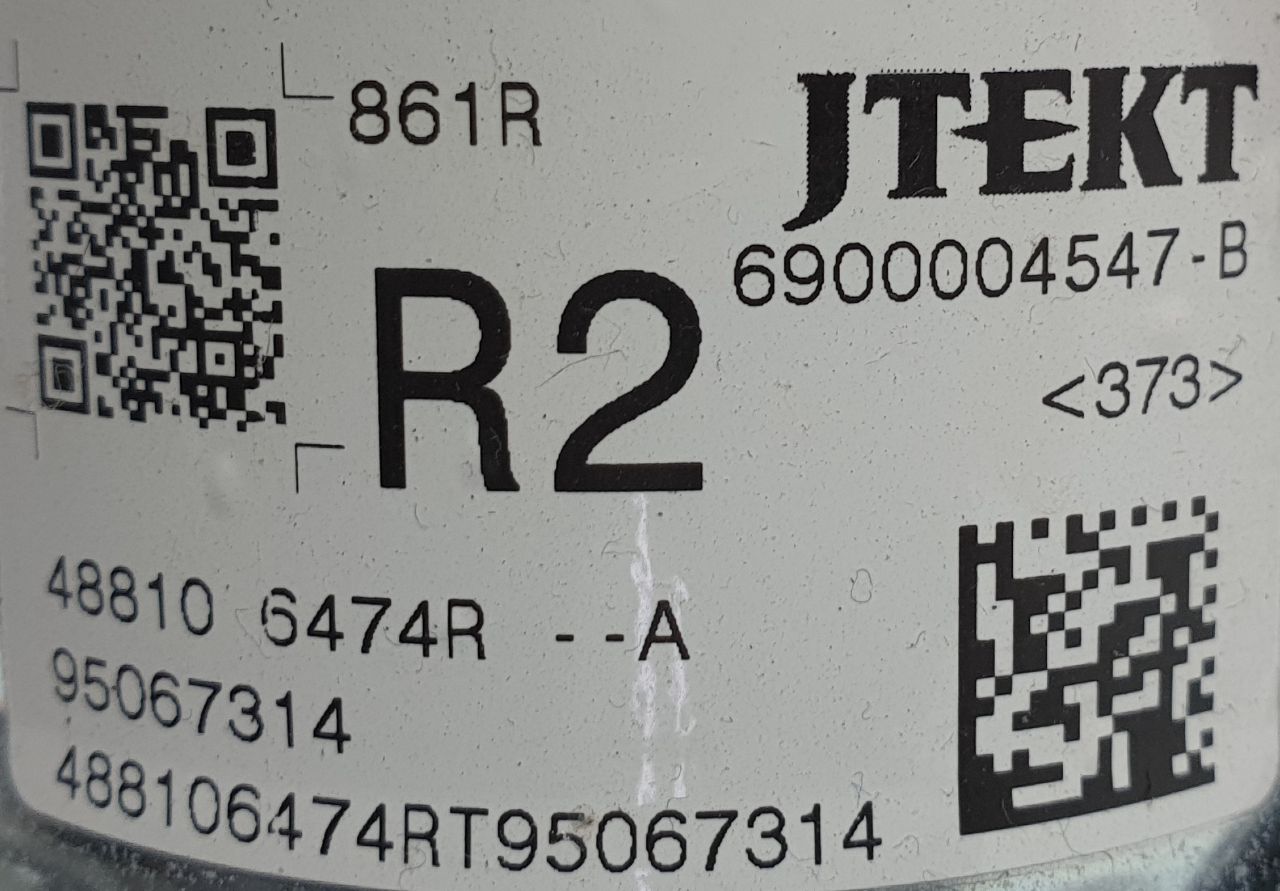 861R
JTEKT
6900004547-B
R2
<373>
48810 6474R --A
95067314
488106474RT95067314